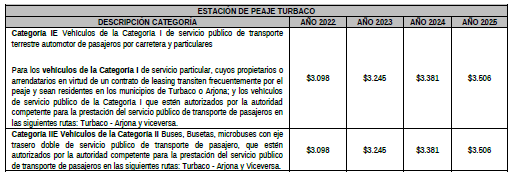 ESTACIÓN DE PEAJE TURBACO
DESCRIPCIÓN CATEGORÍA AÑO 2022 AÑO 2023 AÑO 2024 AÑO 2025
Categoría IE Vehículos de la Categoría I de servicio público de transporte
terrestre automotor de pasajeros por carretera y particulares
Para los vehículos de la Categoría I de servicio particular, cuyos propietarios o
arrendatarios en virtud de un contrato de leasing transiten frecuentemente por el
peaje y sean residentes en los municipios de Turbaco o Arjona; y los vehículos
de servicio público de la Categoría I que estén autorizados por la autoridad
competente para la prestación del servicio público de transporte de pasajeros en
las siguientes rutas: Turbaco - Arjona y viceversa.
$3.098 $3.245 $3.381 $3.506
Categoría IIE Vehículos de la Categoría II Buses, Busetas, microbuses con eje
trasero doble de servicio público de transporte de pasajero, que estén
autorizados por la autoridad competente para la prestación del servicio público
de transporte de pasajeros en las siguientes rutas: Turbaco - Arjona y Viceversa.
$3.098 $3.245 $3.381 $3.506